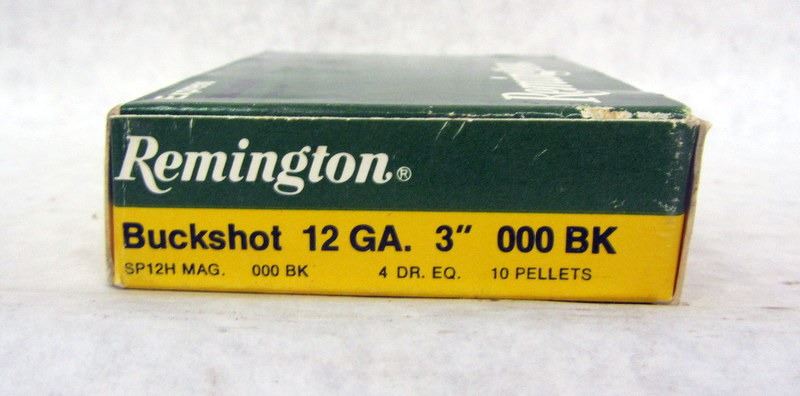 Remington®
Buckshot 12 GA. 3" 000 BK
SP12H MAG. 000 BK 4 DR. EQ. 10 PELLETS